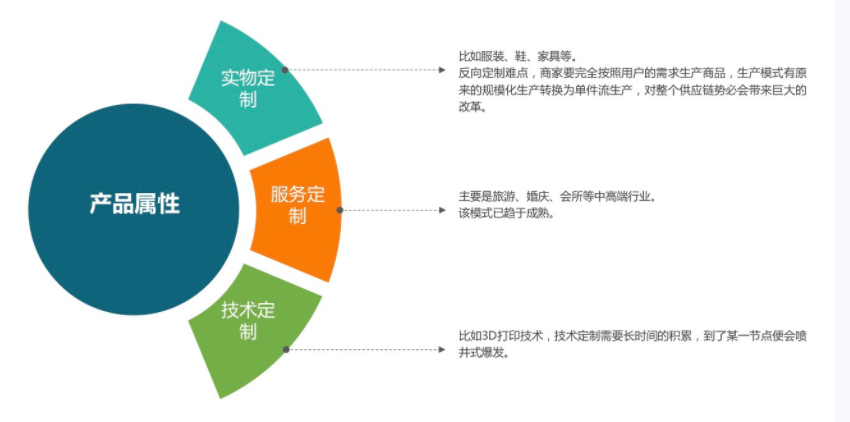 产品属性
实物定
制
比如服装、鞋、家具等。
反向定制难点，商家要完全按照用户的需求生产商品，生产模式有原
来的规模化生产转换为单件流生产，对整个供应链势必会带来巨大的
改革。
服务定
制
主要是旅游、婚庆、会所等中高端行业。
该模式已趋于成熟。
技术定
制
比如3D打印技术，技术定制需要长时间的积累，到了某一节点便会喷
井式爆发。